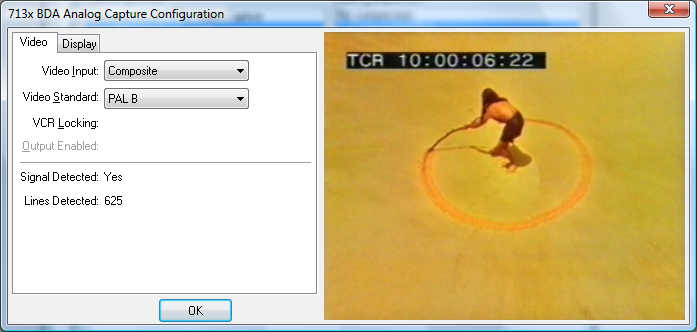 713x BDA Analog Capture Configuration
Video Display
Video Input: Composite
Video Standard: PAL B
VCR Locking:
Output Enabled:
Signal Detected: Yes
Lines Detected: 625
OK
TCR 10:00:06:22